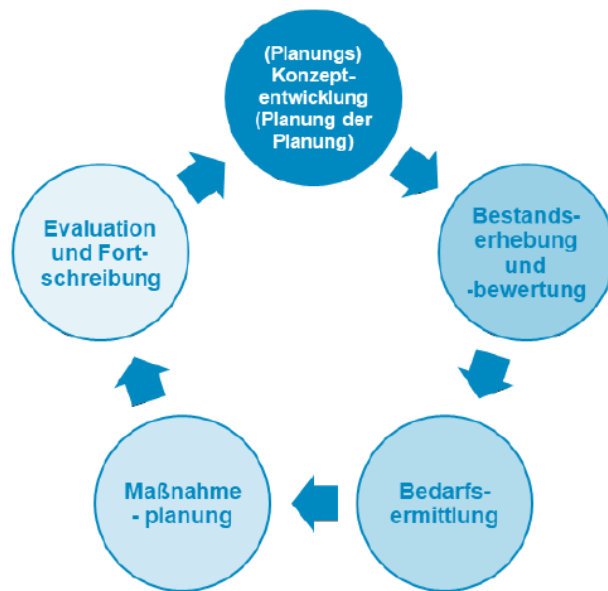 (Planungs)
Konzept-
entwicklung
(Planung der
Planung)
Bestands-
erhebung
und
-bewertung
Bedarfs-
ermittlung
Maßnahme
- planung
Evaluation
und Fort-
schreibung